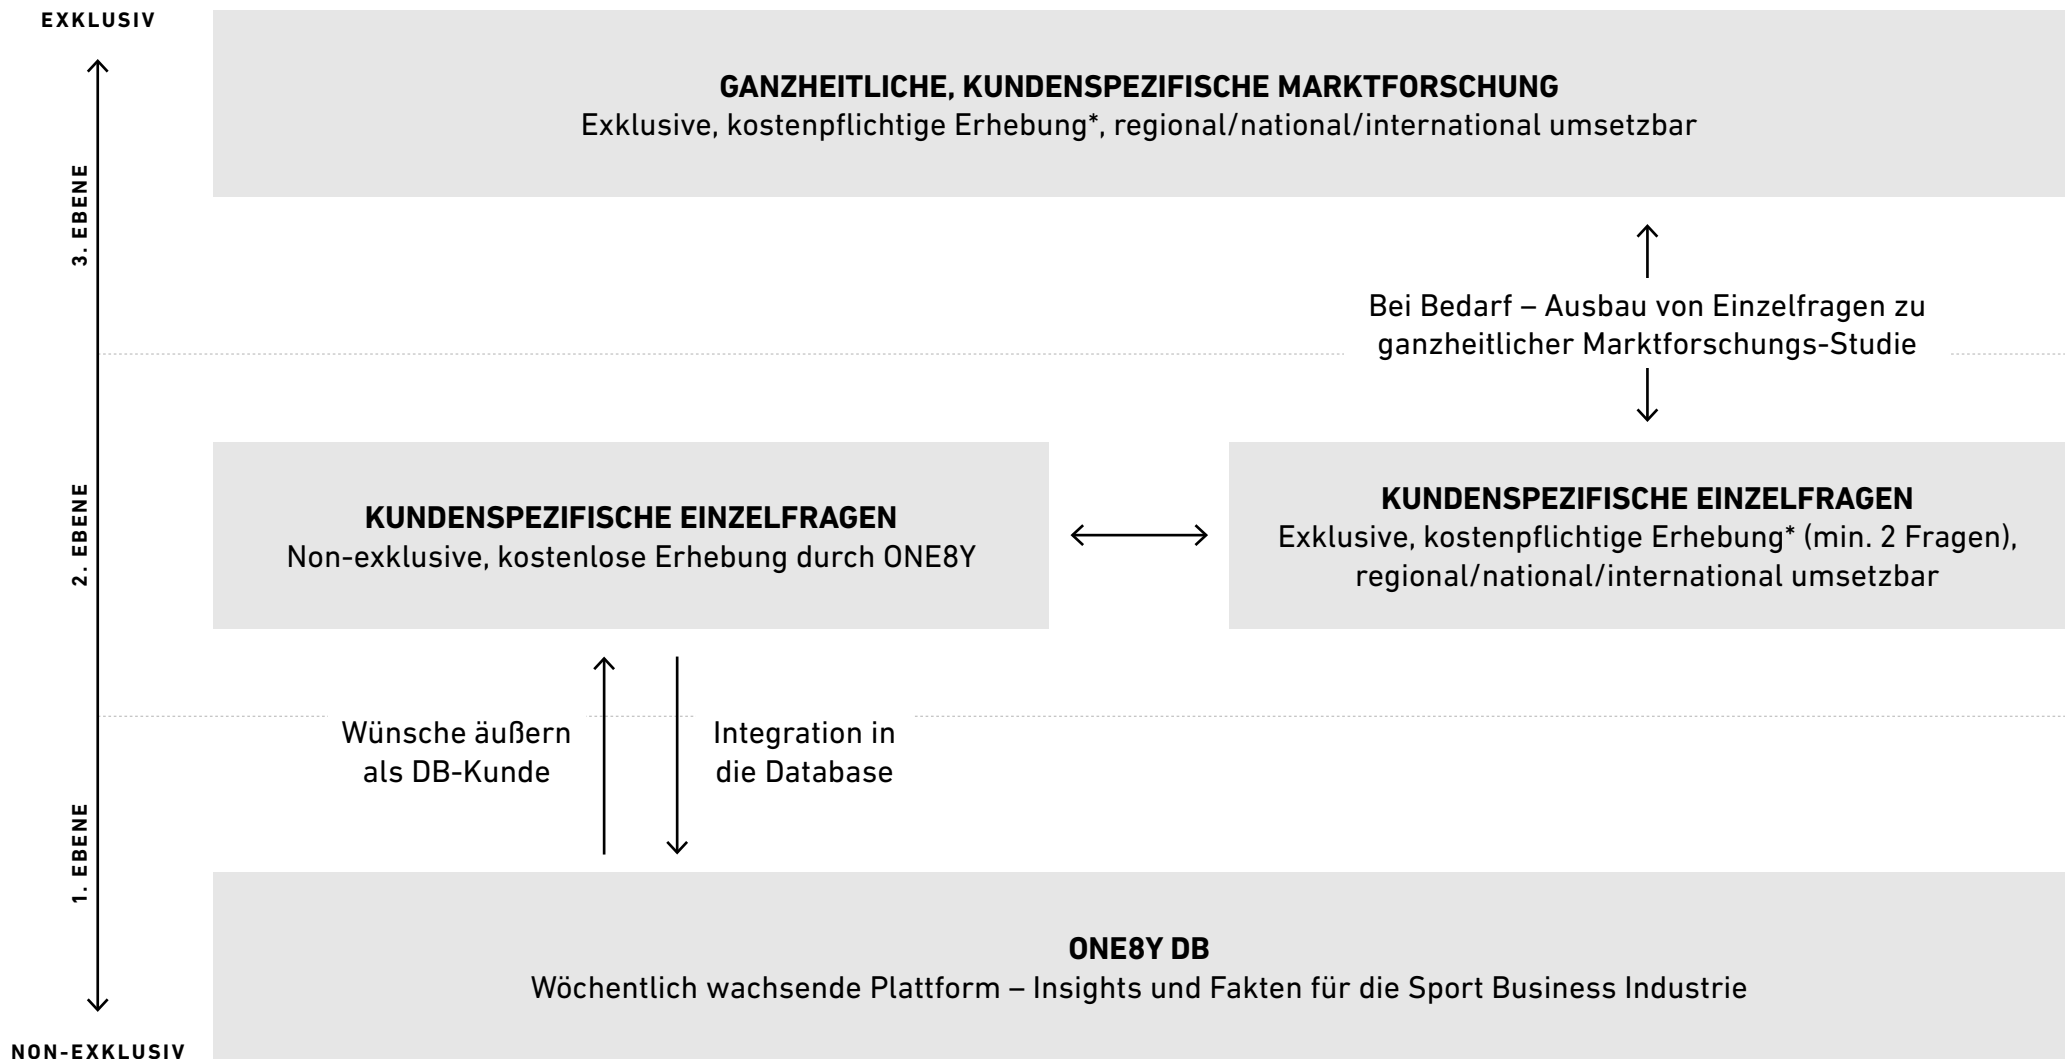 EXKLUSIV
GANZHEITLICHE, KUNDENSPEZIFISCHE MARKTFORSCHUNG
Exklusive, kostenpflichtige Erhebung*, regional/national/international umsetzbar
3. EBENE
Bei Bedarf – Ausbau von Einzelfragen zu
ganzheitlicher Marktforschungs-Studie
2. EBENE
KUNDENSPEZIFISCHE EINZELFRAGEN
Non-exklusive, kostenlose Erhebung durch ONE8Y
KUNDENSPEZIFISCHE EINZELFRAGEN
Exklusive, kostenpflichtige Erhebung* (min. 2 Fragen),
regional/national/international umsetzbar
Wünsche äußern
als DB-Kunde
Integration in
die Database
1. EBENE
ONE8Y DB
Wöchentlich wachsende Plattform – Insights und Fakten für die Sport Business Industrie
NON-EXKLUSIV